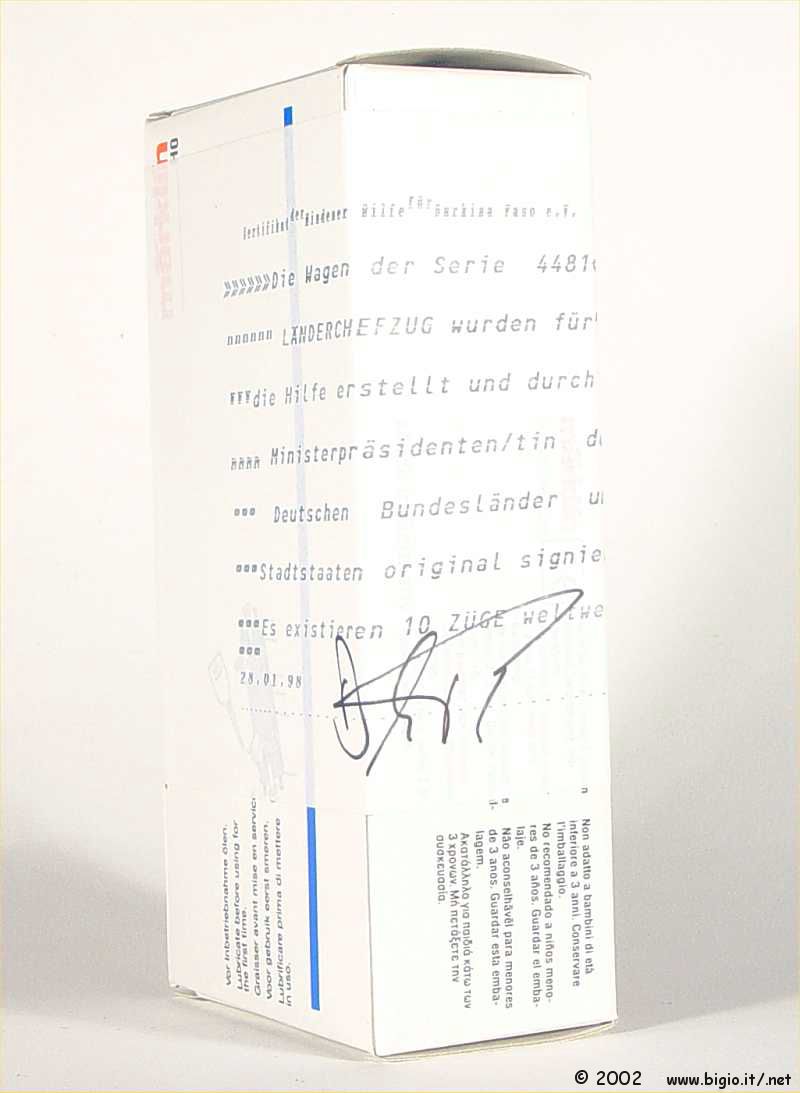 HO
Zertifikat der Mindener Hilfe für Burkina Faso e.V.
»»»»»»Die Wagen der Serie 4481
"""""" LÄNDERCHEFZUG wurden für
die Hilfe erstellt und durch
Ministerpräsidenten/tin d
""" Deutschen Bundesländer u
"""Stadtstaaten original signie
"""Es existieren 10 ZÜGE weltwe
"""
28.01.98
Vor Inbetriebnahme ölen.
Lubricate before using for
the first time.
Graisser avant mise en servic
Voor gebruik eerst smeren.
Lubrificare prima di mettere
in uso.
Non adatto a bambini di età
inferiore a 3 anni. Conservare
l'imballaggio.
No recomendado a niños meno-
res de 3 años. Guardar el emba-
laje.
Não aconselhável para menores
de 3 anos. Guardar esta emba-
lagem.
Ακατάλληλο για παιδιά κάτω των
3 χρονων. Μη πετάξετε την
συσκευασία.
© 2002 www.bigio.it/.net